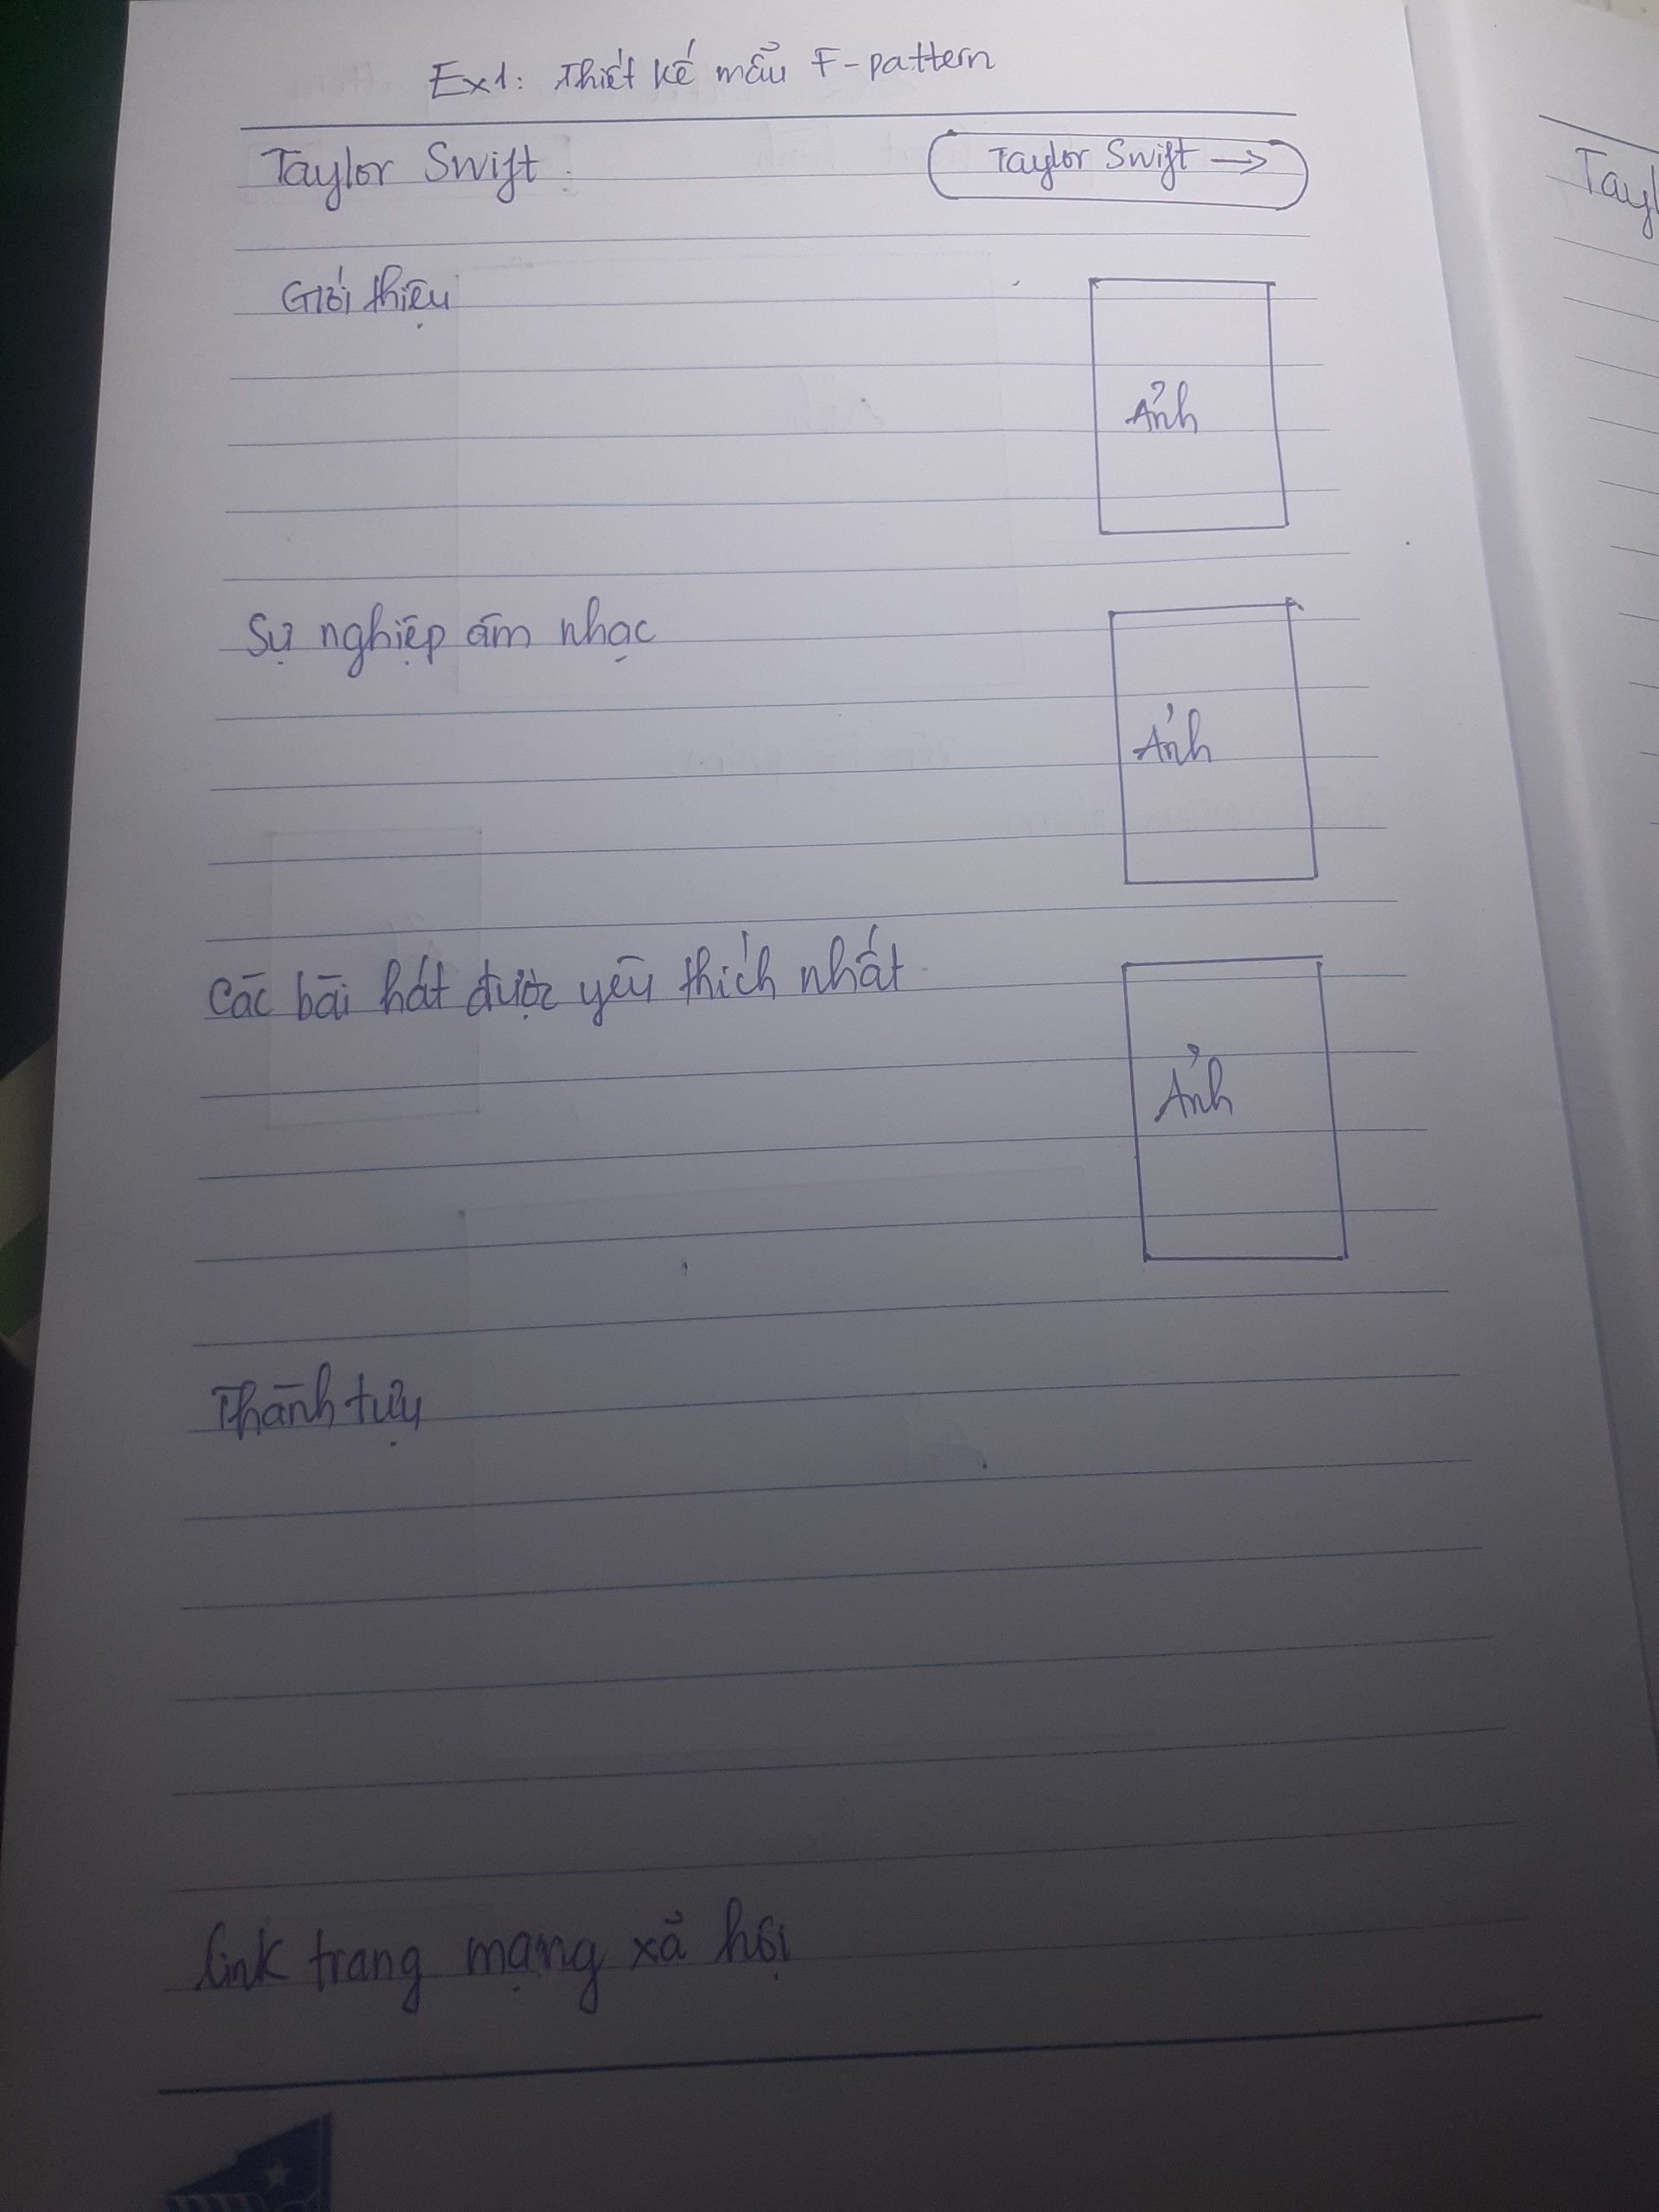 Ex1: Thiết kế mẫu F-pattern
Taylor Swift
Taylor Swift →
Giới thiệu
Ảnh
Sự nghiệp âm nhạc
Ảnh
Các bài hát được yêu thích nhất
Ảnh
Thành tựu
Link trang mạng xã hội
Tayl